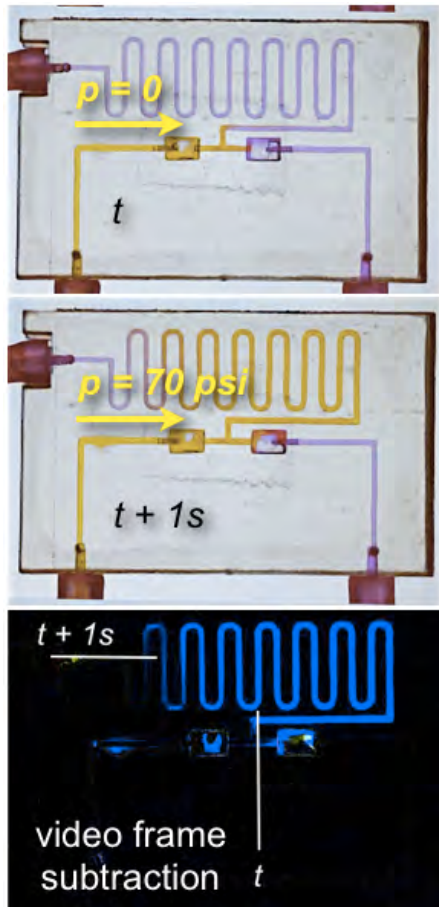 p = 0
t
p = 70 psi
t + 1s
t + 1s
video frame
subtraction
t